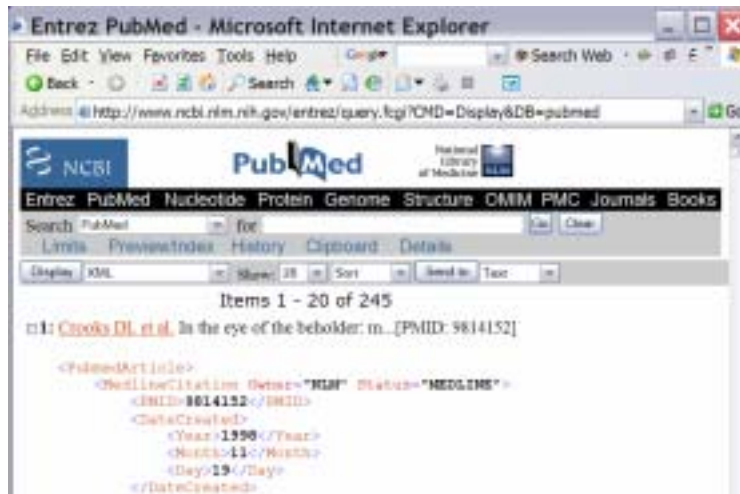 Entrez PubMed - Microsoft Internet Explorer
File Edit View Favorites Tools Help Google Search Web
Back Search
Address http://www.ncbi.nlm.nih.gov/entrez/query.fcgi?CMD=Display&DB=pubmed Go
NCBI PubMed National Library of Medicine NLM
Entrez PubMed Nucleotide Protein Genome Structure OMIM PMC Journals Books
Search PubMed for Go Clear
Limits Preview/Index History Clipboard Details
Display XML Show: 20 Sort Send to Text
Items 1 - 20 of 245
1: Crooks DL et al. In the eye of the beholder: m...[PMID: 9814152]
<PubmedArticle>
<MedlineCitation Owner="NLM" Status="MEDLINE">
<PMID>9814152</PMID>
<DateCreated>
<Year>1998</Year>
<Month>11</Month>
<Day>19</Day>
</DateCreated>